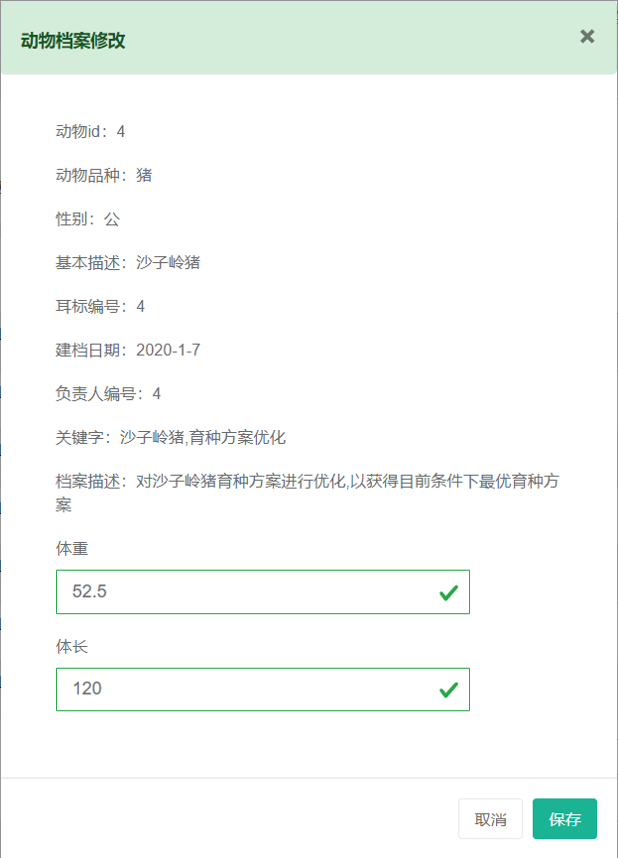 动物档案修改
动物id：4
动物品种：猪
性别：公
基本描述：沙子岭猪
耳标编号：4
建档日期：2020-1-7
负责人编号：4
关键字：沙子岭猪,育种方案优化
档案描述：对沙子岭猪育种方案进行优化,以获得目前条件下最优育种方
案
体重
52.5
体长
120
取消 保存